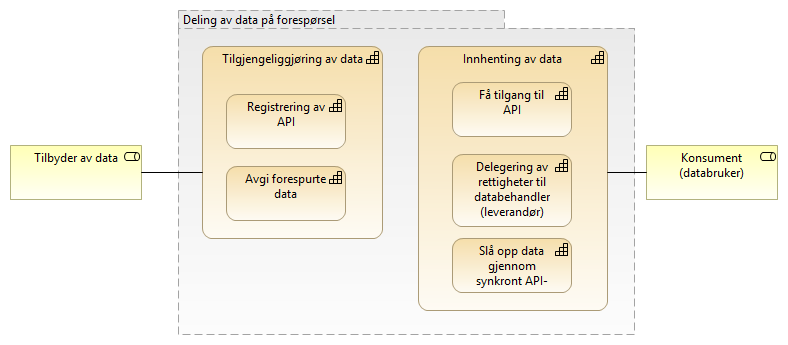 Deling av data på forespørsel
Tilgjengeliggjøring av data
Registrering av
API
Avgi forespurte
data
Innhenting av data
Få tilgang til
API
Delegering av
rettigheter til
databehandler
(leverandør)
Slå opp data
gjennom
synkront API-
Tilbyder av data
Konsument
(databruker)